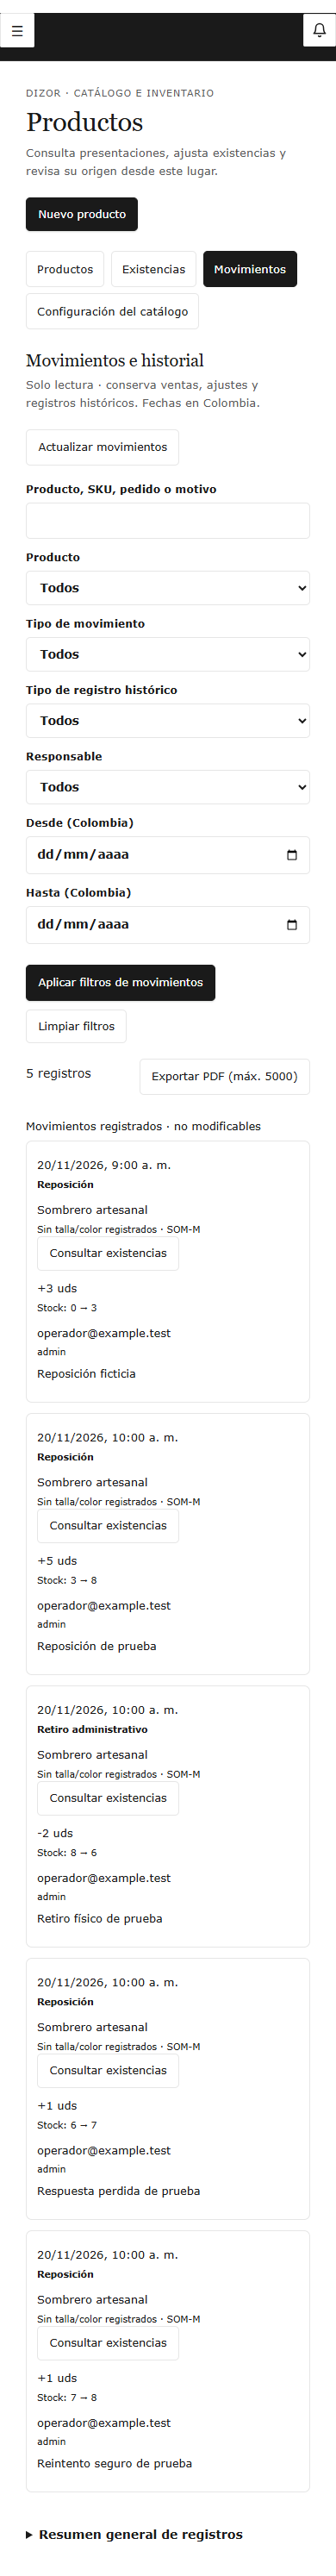 DIZOR · CATÁLOGO E INVENTARIO
Productos
Consulta presentaciones, ajusta existencias y
revisa su origen desde este lugar.
Nuevo producto
Productos
Existencias
Movimientos
Configuración del catálogo
Movimientos e historial
Solo lectura · conserva ventas, ajustes y
registros históricos. Fechas en Colombia.
Actualizar movimientos
Producto, SKU, pedido o motivo
Producto
Todos
Tipo de movimiento
Todos
Tipo de registro histórico
Todos
Responsable
Todos
Desde (Colombia)
dd/mm/aaaa
Hasta (Colombia)
dd/mm/aaaa
Aplicar filtros de movimientos
Limpiar filtros
5 registros
Exportar PDF (máx. 5000)
Movimientos registrados · no modificables
20/11/2026, 9:00 a. m.
Reposición
Sombrero artesanal
Sin talla/color registrados · SOM-M
Consultar existencias
+3 uds
Stock: 0 → 3
operador@example.test
admin
Reposición ficticia
20/11/2026, 10:00 a. m.
Reposición
Sombrero artesanal
Sin talla/color registrados · SOM-M
Consultar existencias
+5 uds
Stock: 3 → 8
operador@example.test
admin
Reposición de prueba
20/11/2026, 10:00 a. m.
Retiro administrativo
Sombrero artesanal
Sin talla/color registrados · SOM-M
Consultar existencias
-2 uds
Stock: 8 → 6
operador@example.test
admin
Retiro físico de prueba
20/11/2026, 10:00 a. m.
Reposición
Sombrero artesanal
Sin talla/color registrados · SOM-M
Consultar existencias
+1 uds
Stock: 6 → 7
operador@example.test
admin
Respuesta perdida de prueba
20/11/2026, 10:00 a. m.
Reposición
Sombrero artesanal
Sin talla/color registrados · SOM-M
Consultar existencias
+1 uds
Stock: 7 → 8
operador@example.test
admin
Reintento seguro de prueba
Resumen general de registros